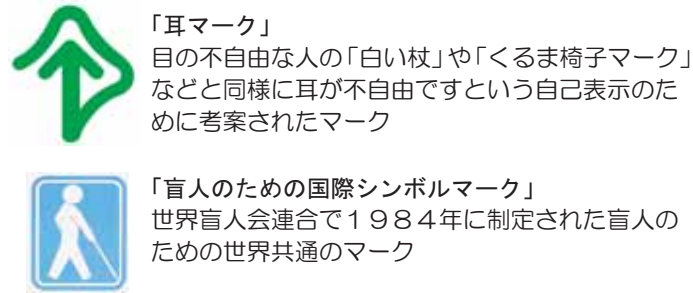 「耳マーク」
目の不自由な人の「白い杖」や「くるま椅子マーク」
などと同様に耳が不自由ですという自己表示のた
めに考案されたマーク
「盲人のための国際シンボルマーク」
世界盲人会連合で１９８４年に制定された盲人の
ための世界共通のマーク